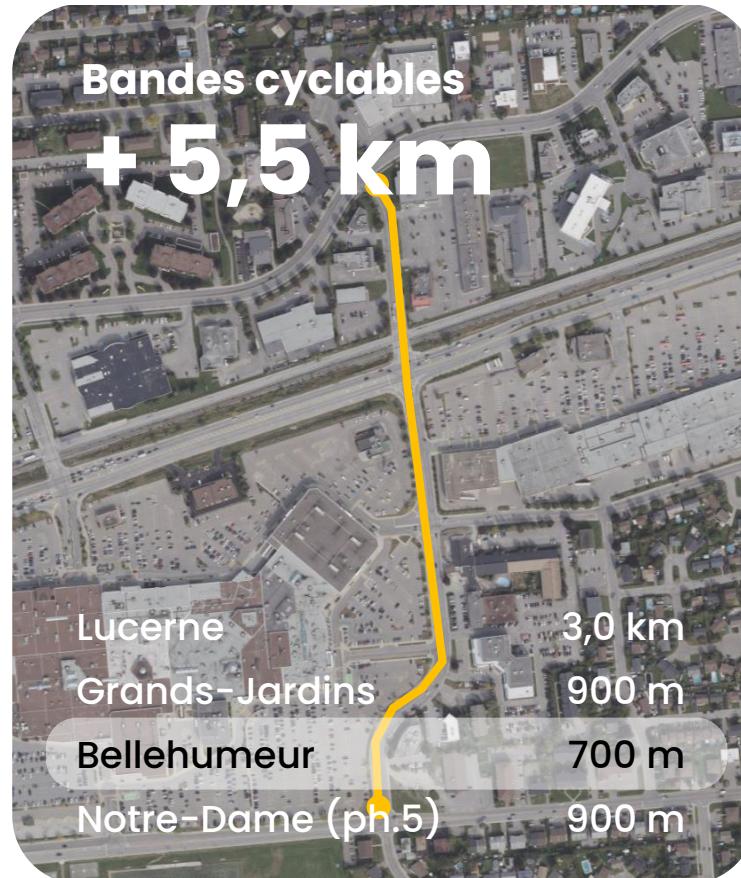 Bandes cyclables
+ 5,5 km
Lucerne 3,0 km
Grands-Jardins 900 m
Bellehumeur 700 m
Notre-Dame (ph.5) 900 m